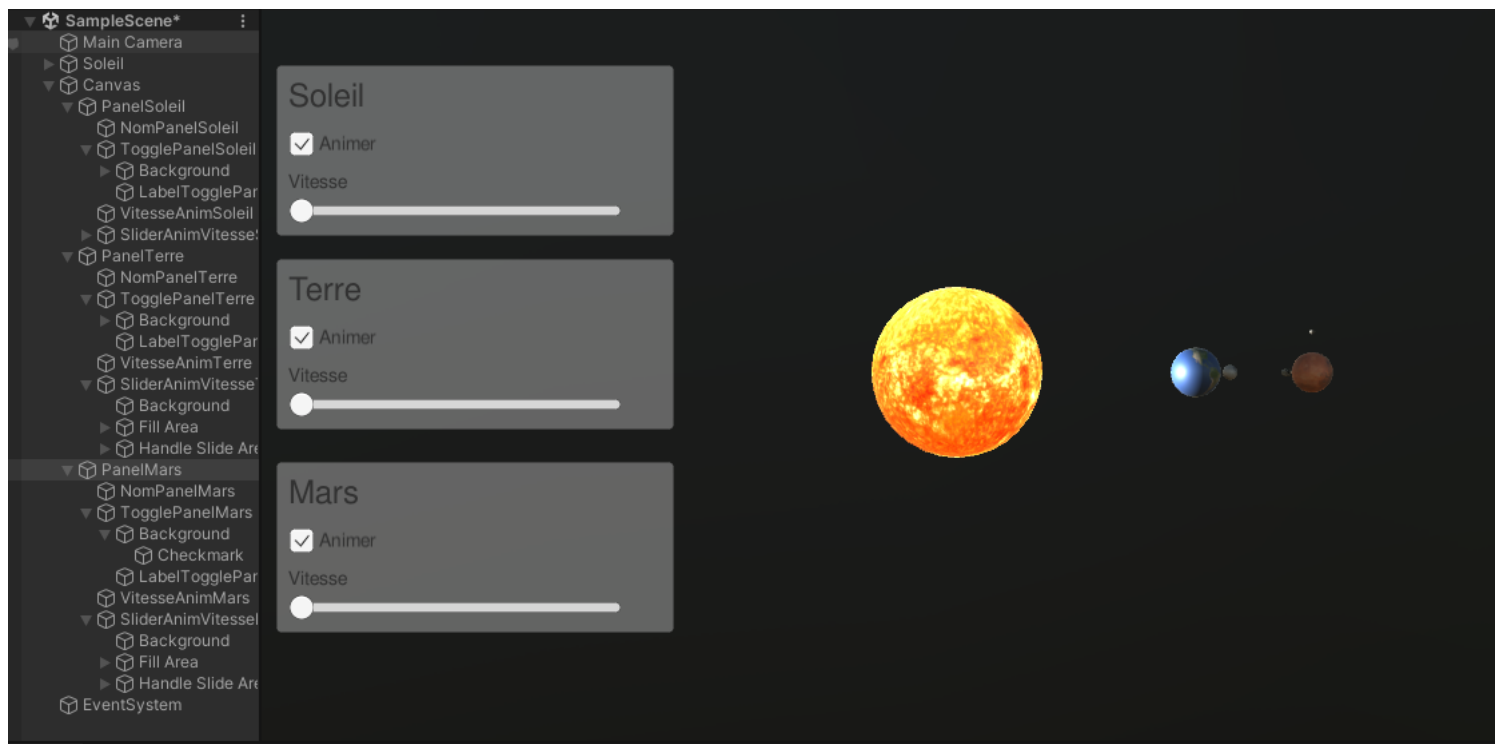 SampleScene*
Main Camera
Soleil
Canvas
PanelSoleil
NomPanelSoleil
TogglePanelSoleil
Background
LabelTogglePar
VitesseAnimSoleil
SliderAnimVitesseS
PanelTerre
NomPanelTerre
TogglePanelTerre
Background
LabelTogglePar
VitesseAnimTerre
SliderAnimVitesse
Background
Fill Area
Handle Slide Are
PanelMars
NomPanelMars
TogglePanelMars
Background
Checkmark
LabelTogglePar
VitesseAnimMars
SliderAnimVitesse
Background
Fill Area
Handle Slide Are
EventSystem
Soleil
Animer
Vitesse
Terre
Animer
Vitesse
Mars
Animer
Vitesse